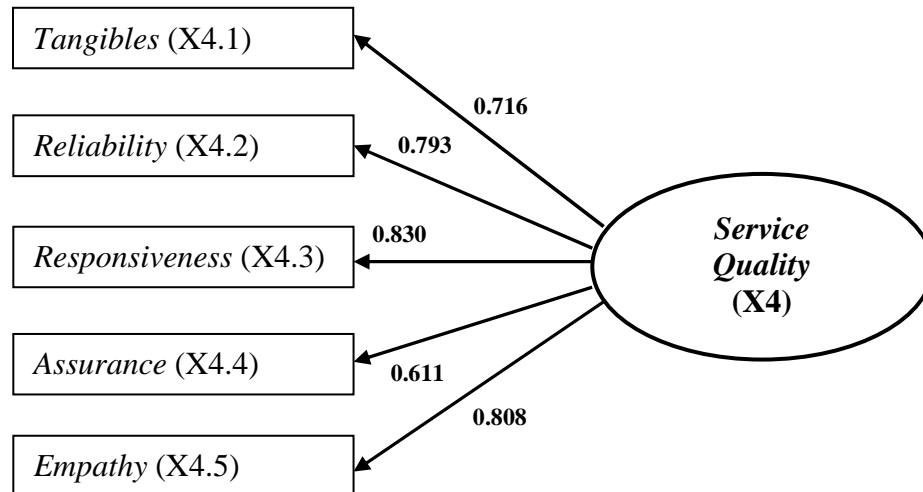 Tangibles (X4.1)
0.716
Reliability (X4.2)
0.793
Responsiveness (X4.3)
0.830
Service
Quality
(X4)
Assurance (X4.4)
0.611
Empathy (X4.5)
0.808